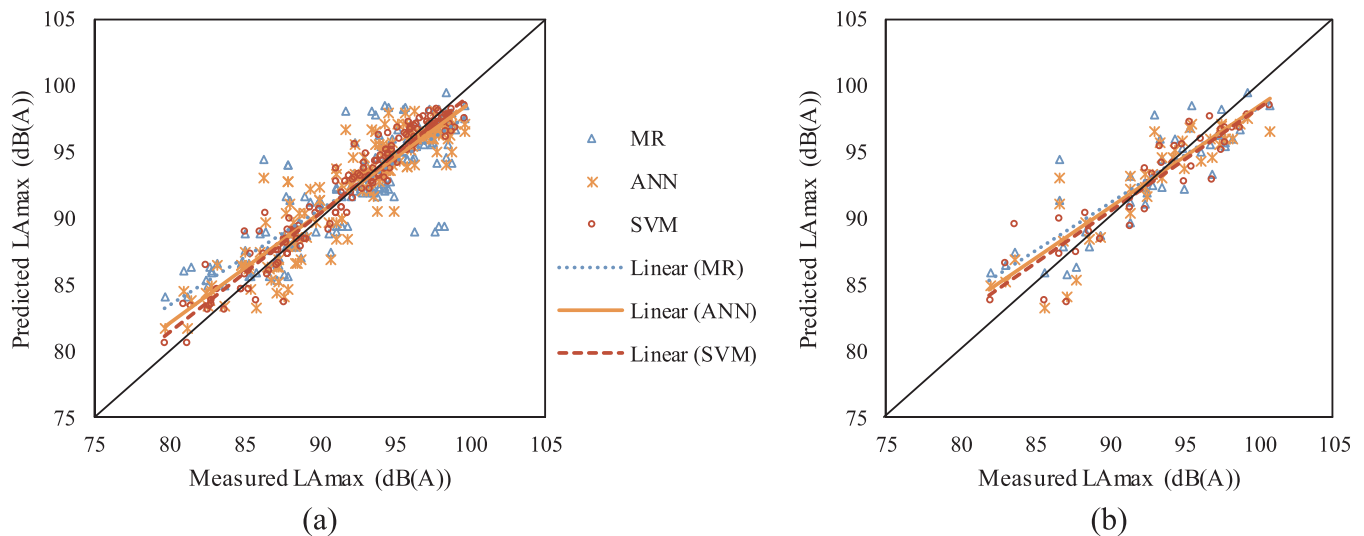 105
100
95
90
85
80
75
Predicted LAmax (dB(A))
75 80 85 90 95 100 105
Measured LAmax (dB(A))
(a)
MR
ANN
SVM
Linear (MR)
Linear (ANN)
Linear (SVM)
105
100
95
90
85
80
75
Predicted LAmax (dB(A))
75 80 85 90 95 100 105
Measured LAmax (dB(A))
(b)